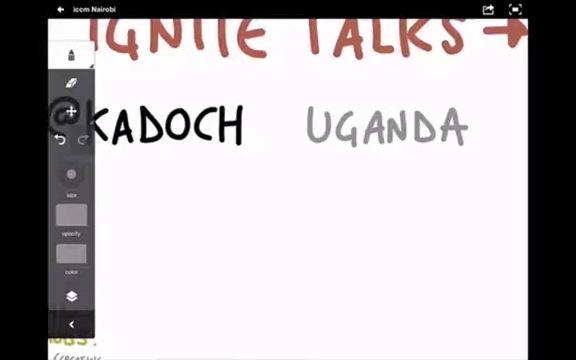 iccm Nairobi
IGNITE TALKS →
@KADOCH UGANDA
size
opacity
color